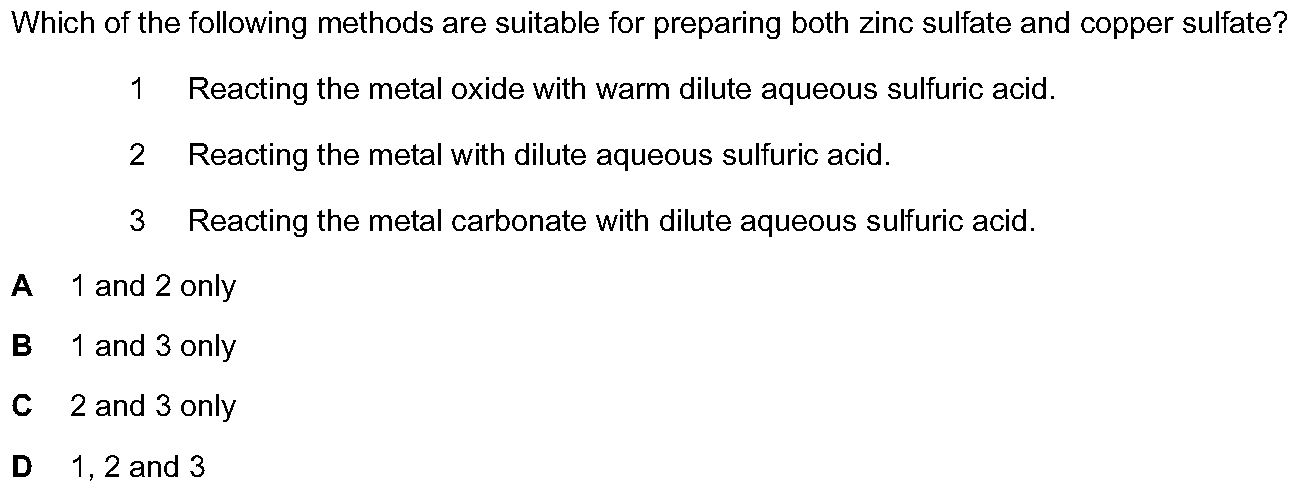 Which of the following methods are suitable for preparing both zinc sulfate and copper sulfate?
1 Reacting the metal oxide with warm dilute aqueous sulfuric acid.
2 Reacting the metal with dilute aqueous sulfuric acid.
3 Reacting the metal carbonate with dilute aqueous sulfuric acid.
A 1 and 2 only
B 1 and 3 only
C 2 and 3 only
D 1, 2 and 3